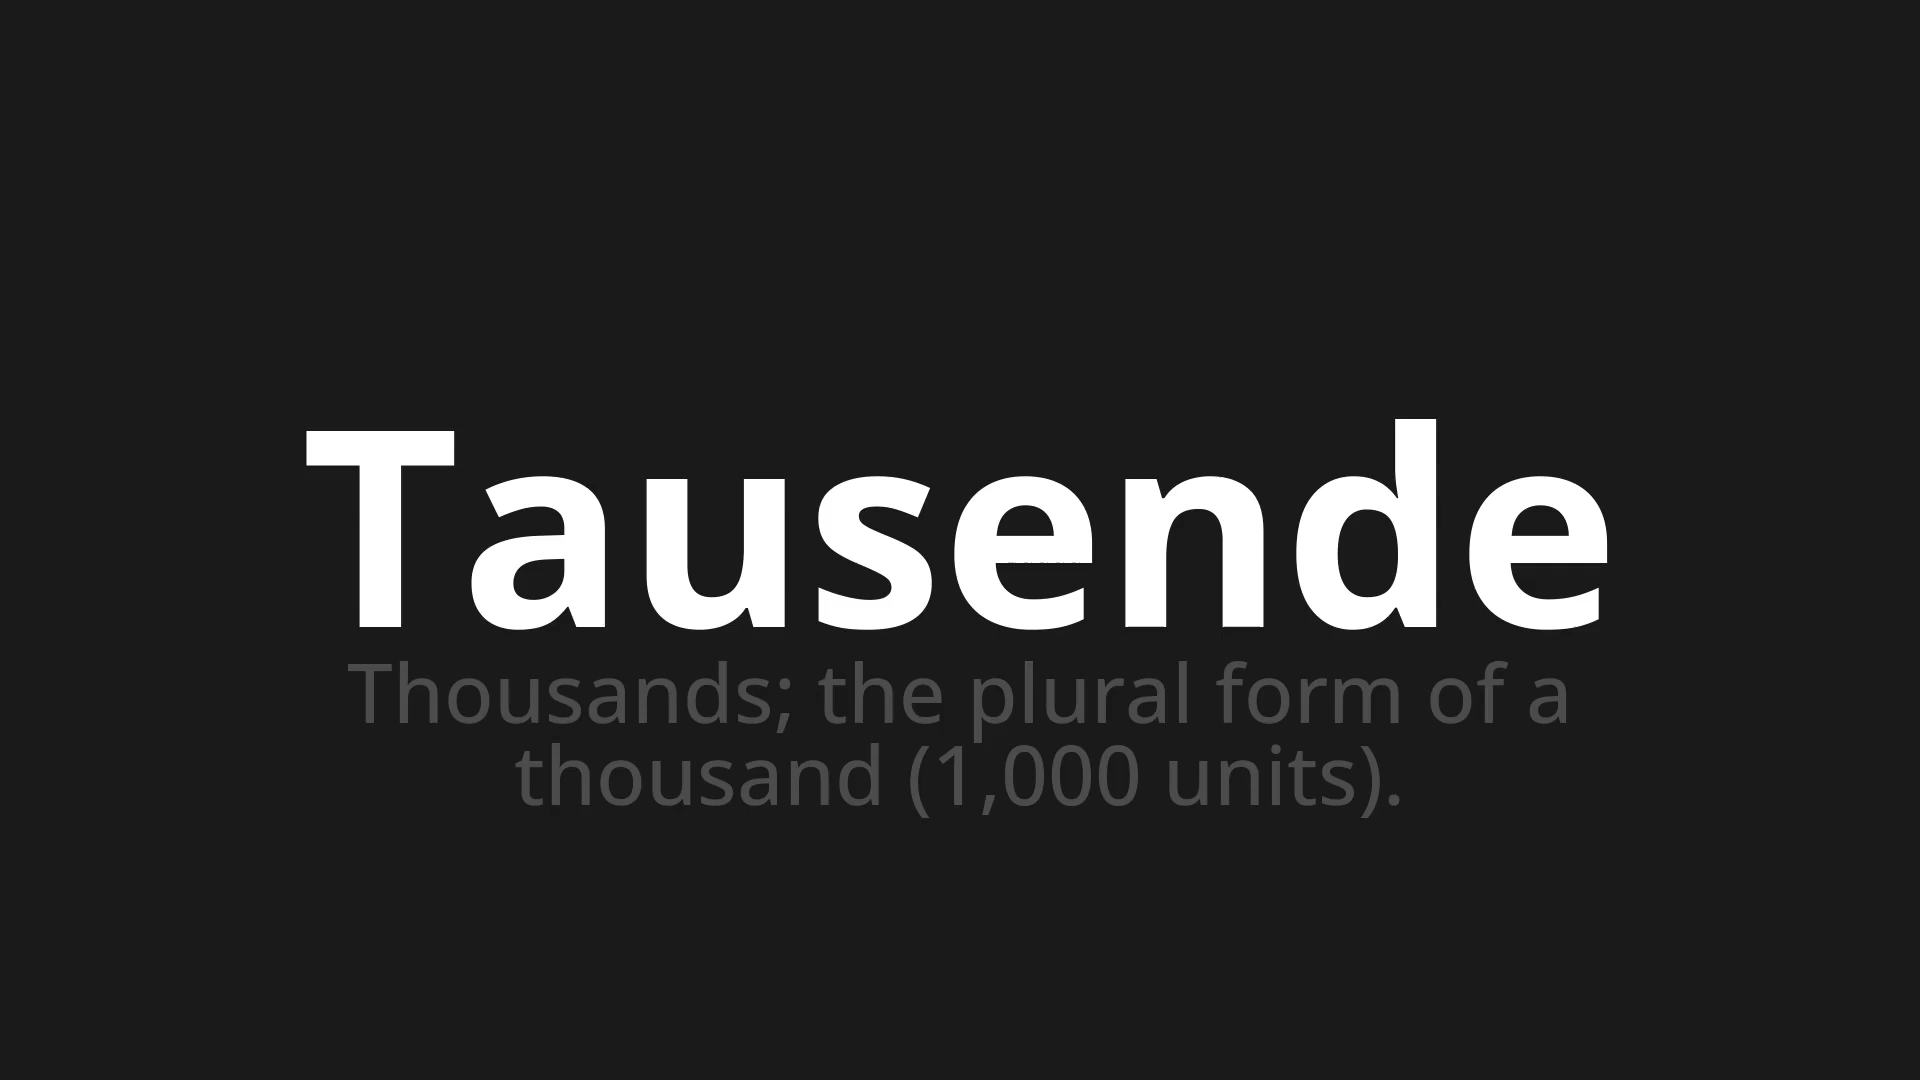 Tausende
Thousands; the plural form of a
thousand (1,000 units).